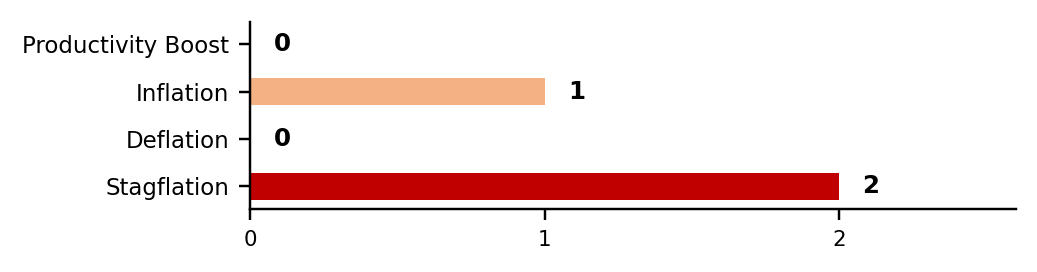 Productivity Boost 0
Inflation 1
Deflation 0
Stagflation 2
0 1 2